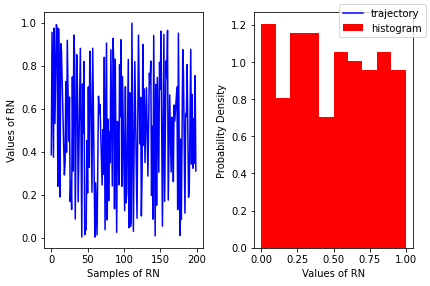 trajectory
histogram
1.0
0.8
0.6
0.4
0.2
0.0
Values of RN
0 50 100 150 200
Samples of RN
1.2
1.0
0.8
0.6
0.4
0.2
0.0
Probability Density
0.00 0.25 0.50 0.75 1.00
Values of RN